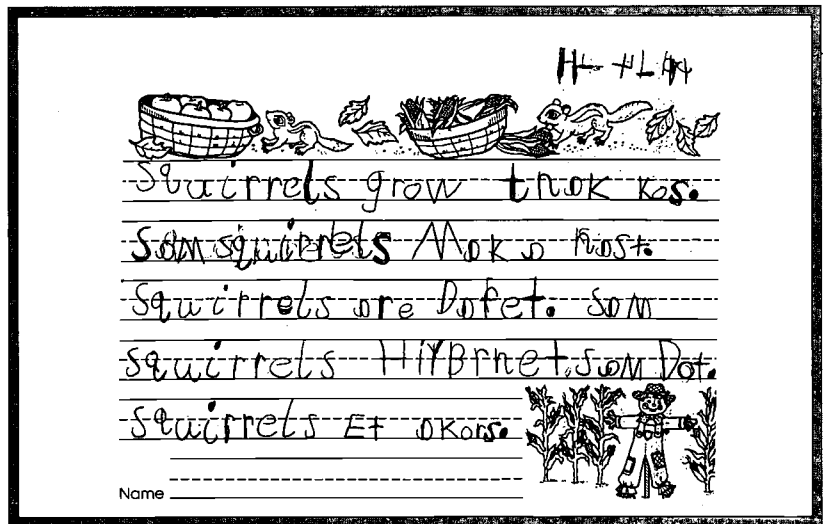 Squirrels grow thok kos.
Som squirrels Mok a nost.
Squirrels are Dafet. Som
squirrels HiYBrnet. Som Dot.
Squirrels Et akors.
Name